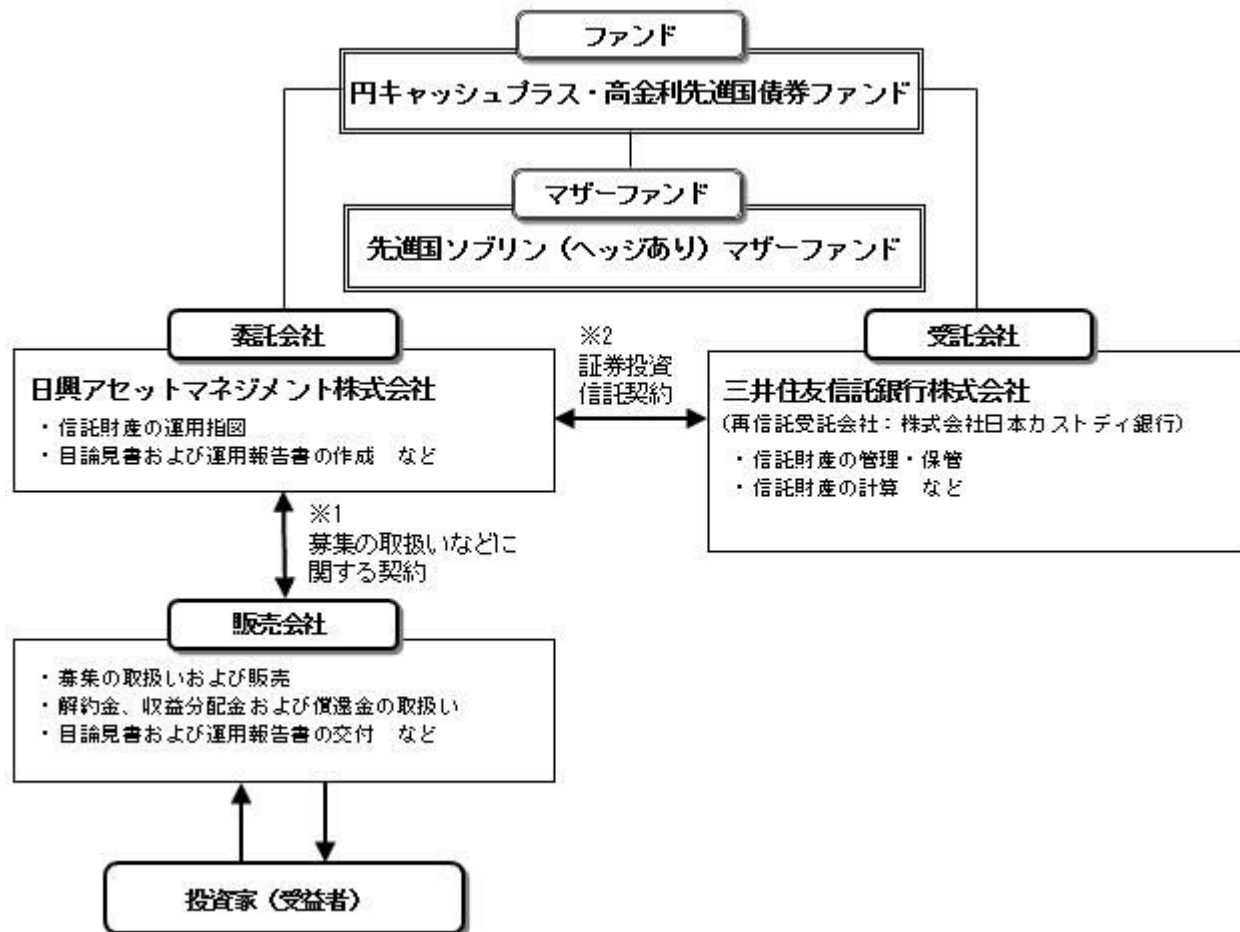 ファンド
円キャッシュプラス・高金利先進国債券ファンド
マザーファンド
先進国ソブリン（ヘッジあり）マザーファンド
委託会社
日興アセットマネジメント株式会社
・信託財産の運用指図
・目論見書および運用報告書の作成　など
※2
証券投資
信託契約
受託会社
三井住友信託銀行株式会社
（再信託受託会社：株式会社日本カストディ銀行）
・信託財産の管理・保管
・信託財産の計算　など
※1
募集の取扱いなどに
関する契約
販売会社
・募集の取扱いおよび販売
・解約金、収益分配金および償還金の取扱い
・目論見書および運用報告書の交付　など
投資家（受益者）